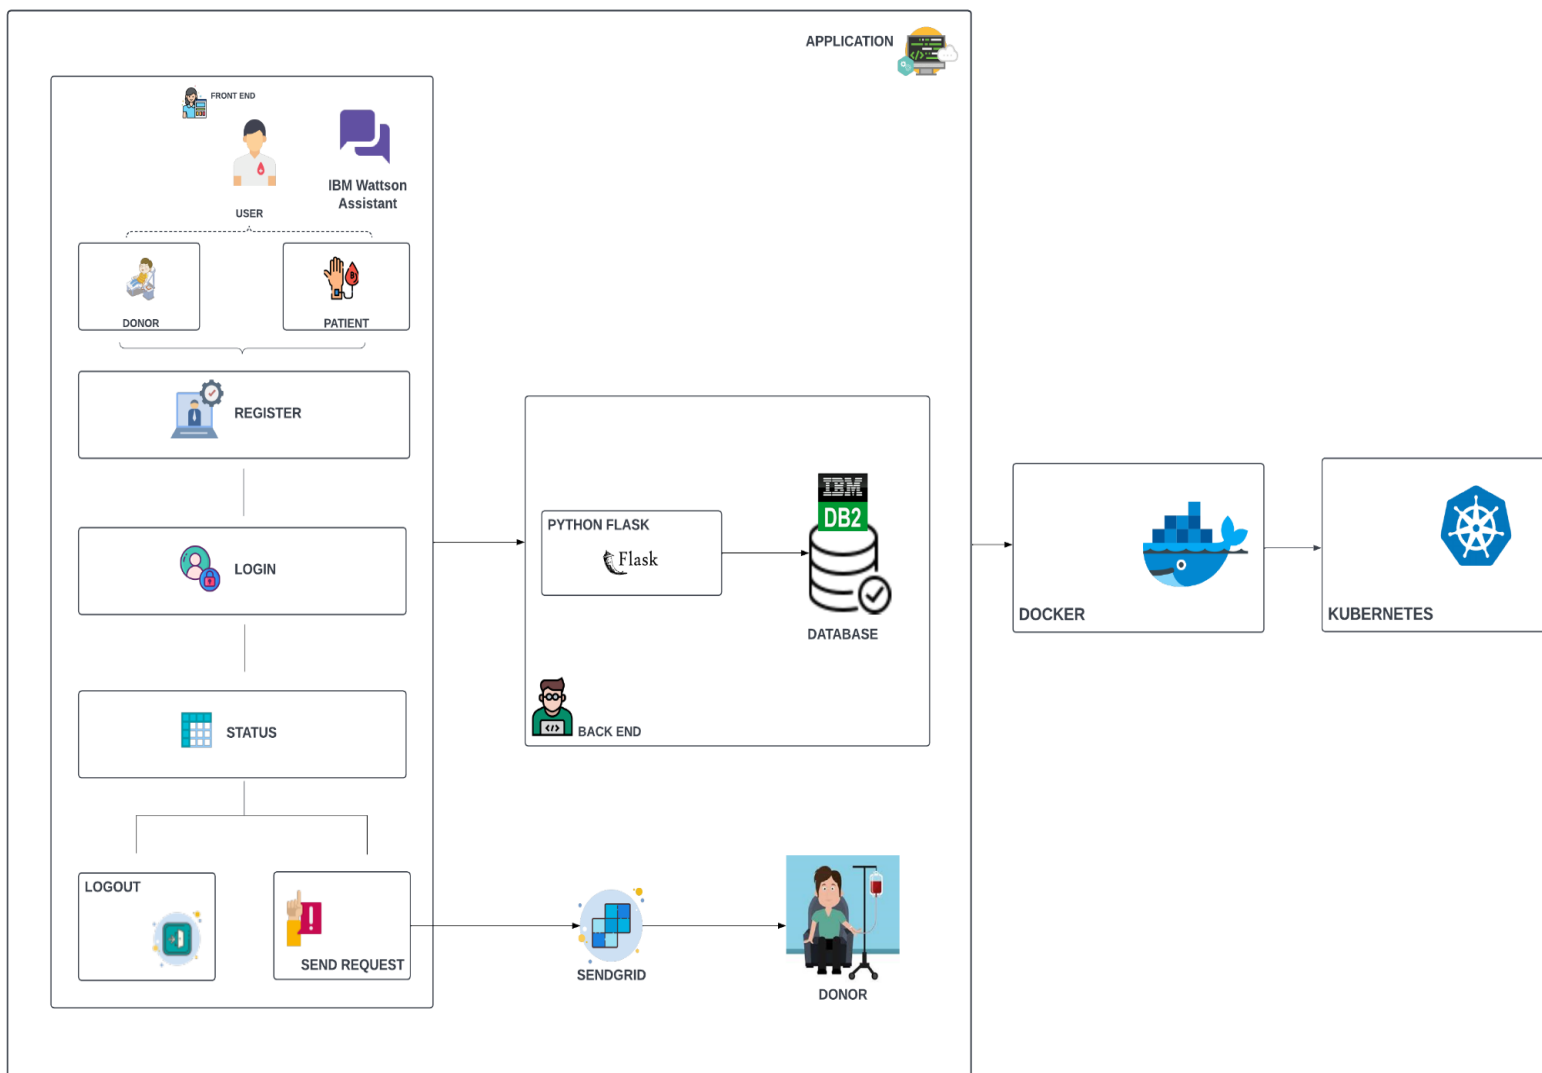 APPLICATION
FRONT END
IBM Wattson
Assistant
USER
DONOR
PATIENT
REGISTER
LOGIN
STATUS
LOGOUT
SEND REQUEST
PYTHON FLASK
Flask
IBM
DB2
DATABASE
BACK END
SENDGRID
DONOR
DOCKER
KUBERNETES